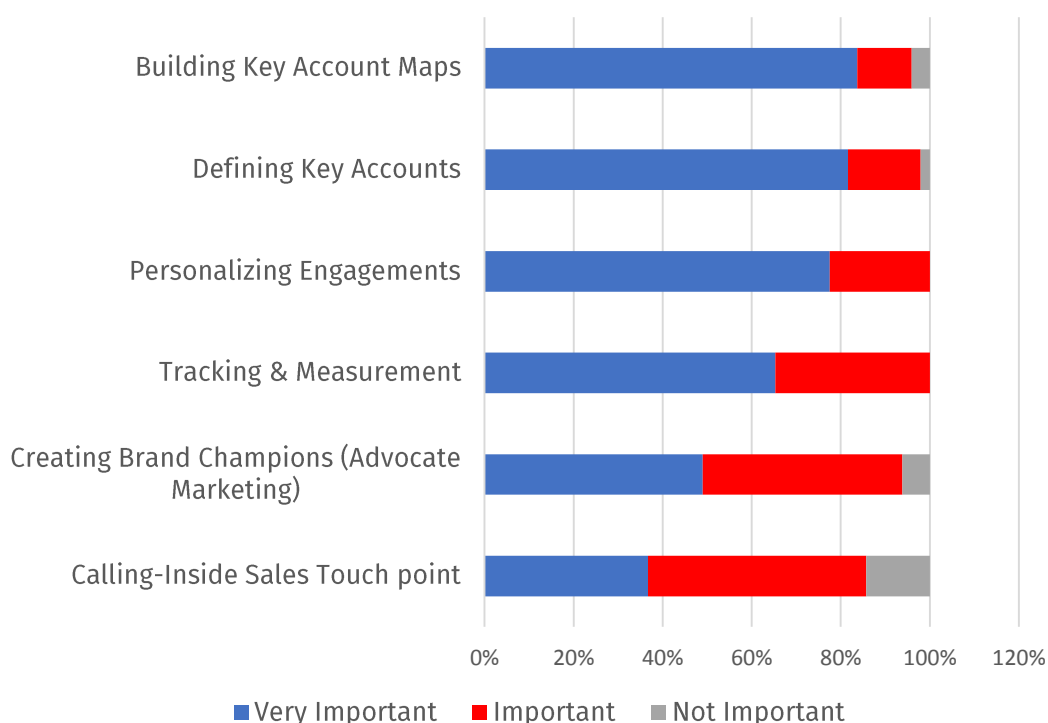 Building Key Account Maps
Defining Key Accounts
Personalizing Engagements
Tracking & Measurement
Creating Brand Champions (Advocate
Marketing)
Calling-Inside Sales Touch point
0% 20% 40% 60% 80% 100% 120%
Very Important Important Not Important